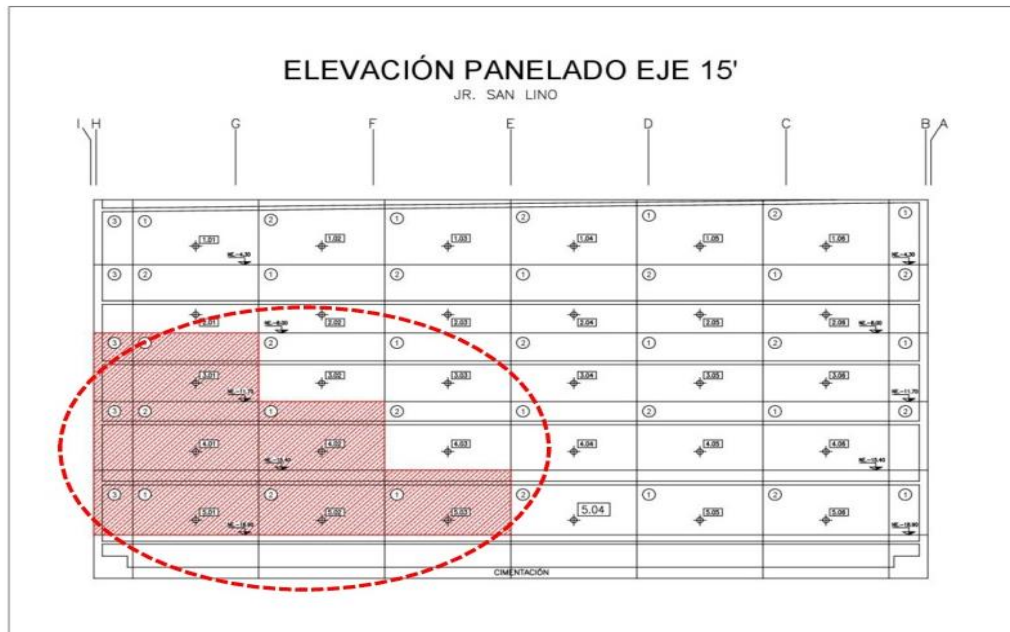 ELEVACIÓN PANELADO EJE 15'
JR. SAN LINO
I H G F E D C B A
3 1 2 1 2 1 2 1
1.01 1.02 1.03 1.04 1.05 1.06
3 2 1 2 1 2 1 2
2.01 2.02 2.03 2.04 2.05 2.06
3 1 2 1 2 1 2 1
3.01 3.02 3.03 3.04 3.05 3.06
3 2 1 2 1 2 1 2
4.01 4.02 4.03 4.04 4.05 4.06
3 1 2 1 2 1 2 1
5.01 5.02 5.03 5.04 5.05 5.06
CIMENTACIÓN